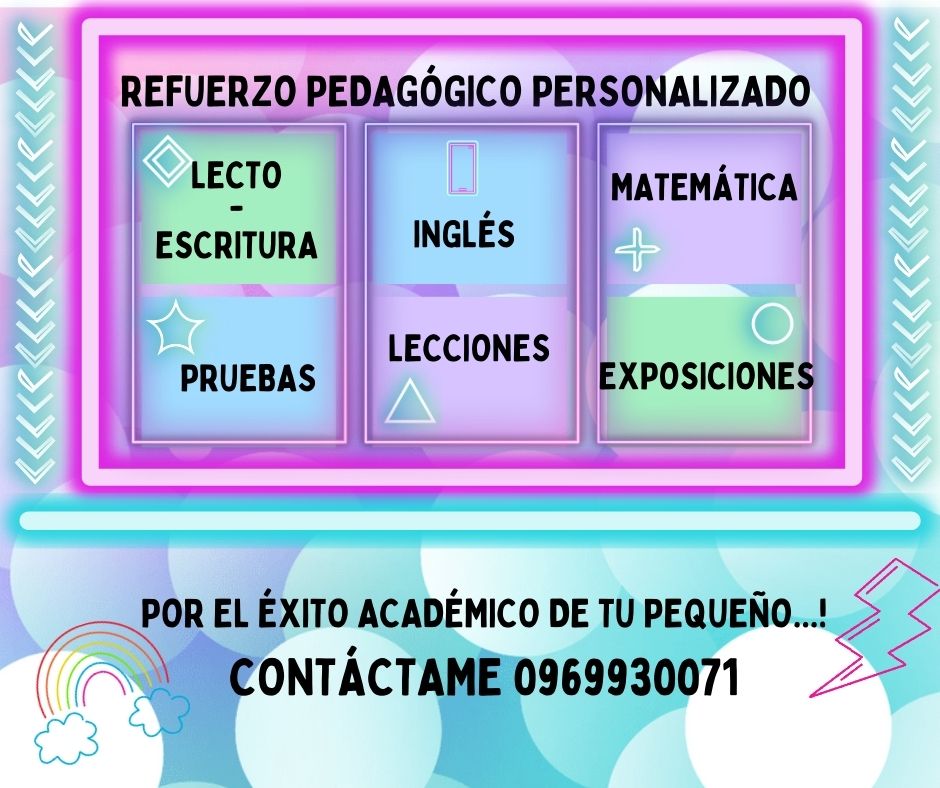 REFUERZO PEDAGÓGICO PERSONALIZADO
LECTO
-
ESCRITURA
INGLÉS
MATEMÁTICA
PRUEBAS
LECCIONES
EXPOSICIONES
POR EL ÉXITO ACADÉMICO DE TU PEQUEÑO...!
CONTÁCTAME 0969930071